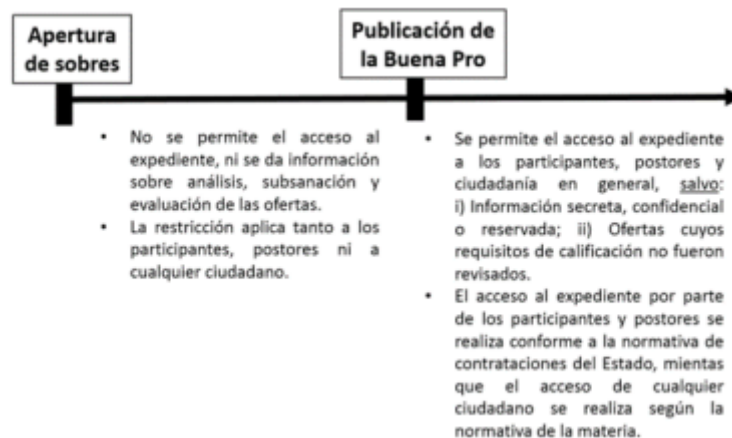 Apertura
de sobres
Publicación de
la Buena Pro
• No se permite el acceso al
expediente, ni se da información
sobre análisis, subsanación y
evaluación de las ofertas.
• La restricción aplica tanto a los
participantes, postores ni a
cualquier ciudadano.
• Se permite el acceso al expediente
a los participantes, postores y
ciudadanía en general, salvo:
i) Información secreta, confidencial
o reservada; ii) Ofertas cuyos
requisitos de calificación no fueron
revisados.
• El acceso al expediente por parte
de los participantes y postores se
realiza conforme a la normativa de
contrataciones del Estado, mientas
que el acceso de cualquier
ciudadano se realiza según la
normativa de la materia.